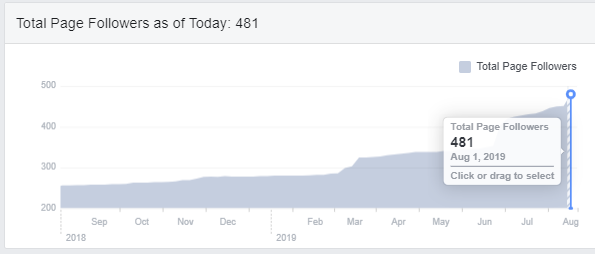 Total Page Followers as of Today: 481
Total Page Followers
500
400
300
200
Total Page Followers
481
Aug 1, 2019
Click or drag to select
Sep Oct Nov Dec Feb Mar Apr May Jun Jul Aug
2018 2019